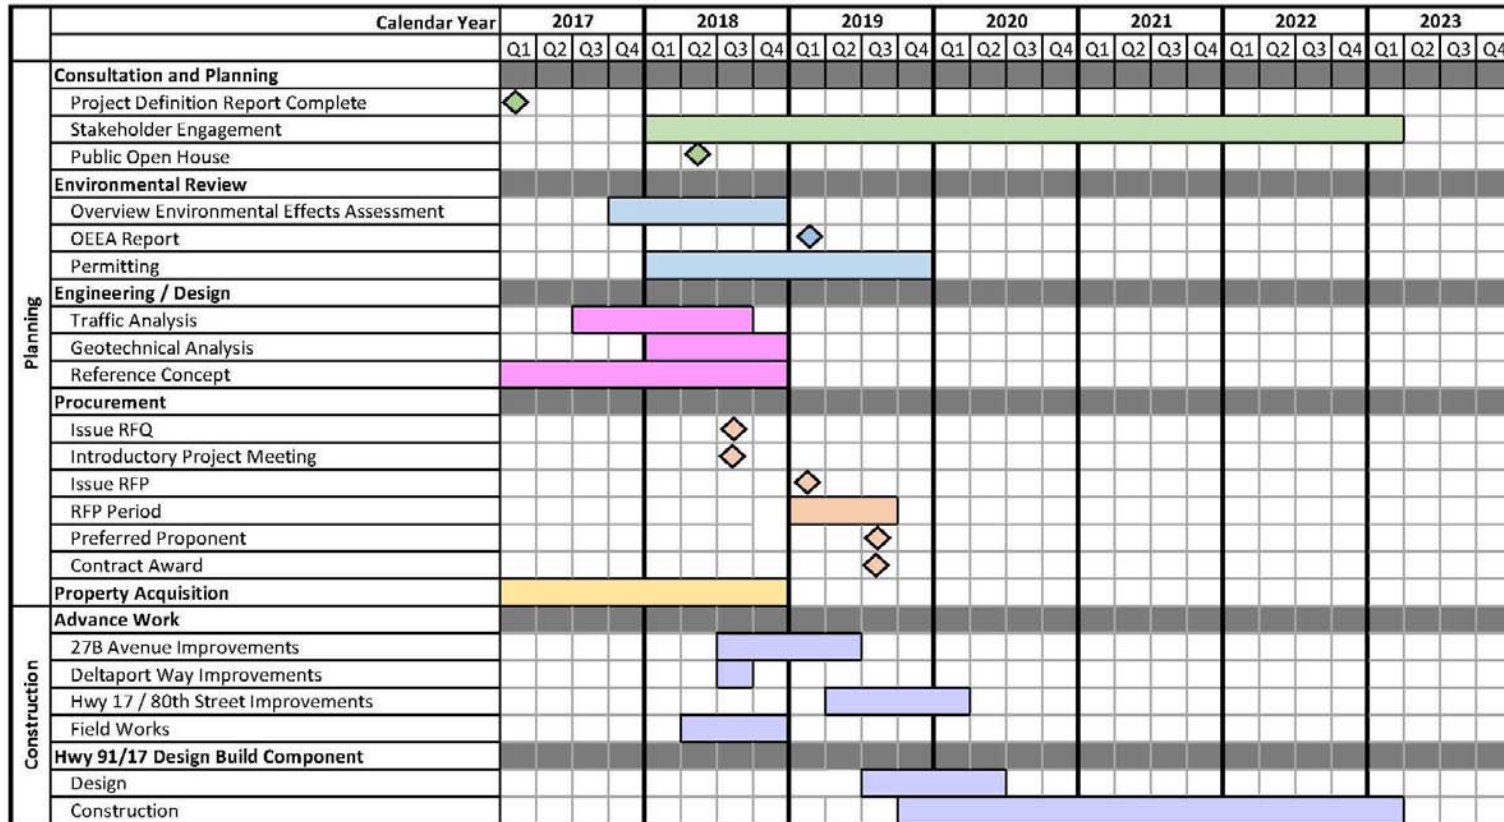 Calendar Year 2017 2018 2019 2020 2021 2022 2023
Q1 Q2 Q3 Q4 Q1 Q2 Q3 Q4 Q1 Q2 Q3 Q4 Q1 Q2 Q3 Q4 Q1 Q2 Q3 Q4 Q1 Q2 Q3 Q4 Q1 Q2 Q3 Q4
Planning
Consultation and Planning
Project Definition Report Complete
Stakeholder Engagement
Public Open House
Environmental Review
Overview Environmental Effects Assessment
OEEA Report
Permitting
Engineering / Design
Traffic Analysis
Geotechnical Analysis
Reference Concept
Procurement
Issue RFQ
Introductory Project Meeting
Issue RFP
RFP Period
Preferred Proponent
Contract Award
Property Acquisition
Construction
Advance Work
27B Avenue Improvements
Deltaport Way Improvements
Hwy 17 / 80th Street Improvements
Field Works
Hwy 91/17 Design Build Component
Design
Construction